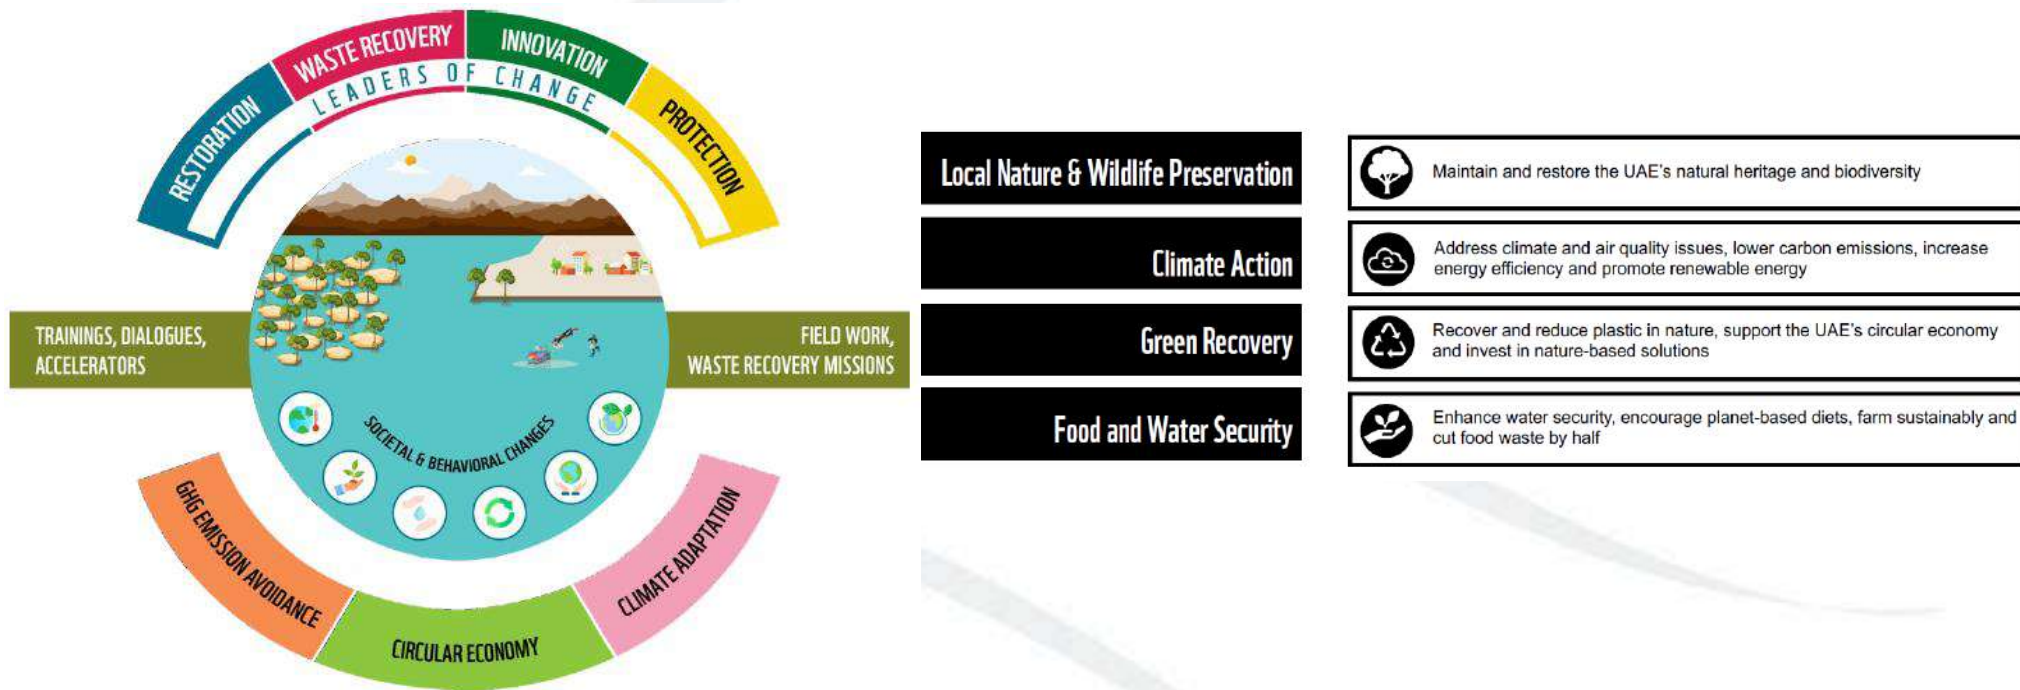 RESTORATION
WASTE RECOVERY
INNOVATION
PROTECTION
LEADERS OF CHANGE
TRAININGS, DIALOGUES,
ACCELERATORS
FIELD WORK,
WASTE RECOVERY MISSIONS
SOCIETAL & BEHAVIORAL CHANGES
GHG EMISSION AVOIDANCE
CIRCULAR ECONOMY
CLIMATE ADAPTATION
Local Nature & Wildlife Preservation
Maintain and restore the UAE's natural heritage and biodiversity
Climate Action
Address climate and air quality issues, lower carbon emissions, increase
energy efficiency and promote renewable energy
Green Recovery
Recover and reduce plastic in nature, support the UAE's circular economy
and invest in nature-based solutions
Food and Water Security
Enhance water security, encourage planet-based diets, farm sustainably and
cut food waste by half